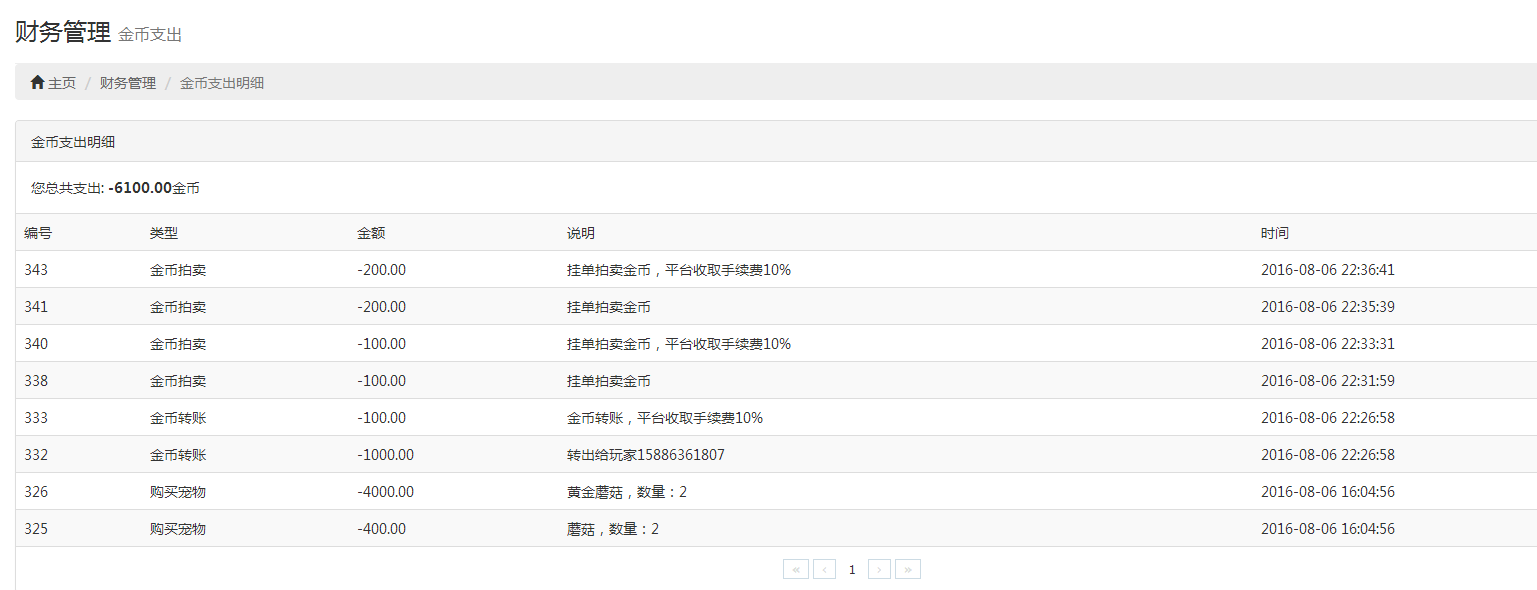 财务管理 金币支出
主页 / 财务管理 / 金币支出明细
金币支出明细
您总共支出: -6100.00金币
编号 类型 金额 说明 时间
343 金币拍卖 -200.00 挂单拍卖金币，平台收取手续费10% 2016-08-06 22:36:41
341 金币拍卖 -200.00 挂单拍卖金币 2016-08-06 22:35:39
340 金币拍卖 -100.00 挂单拍卖金币，平台收取手续费10% 2016-08-06 22:33:31
338 金币拍卖 -100.00 挂单拍卖金币 2016-08-06 22:31:59
333 金币转账 -100.00 金币转账，平台收取手续费10% 2016-08-06 22:26:58
332 金币转账 -1000.00 转出给玩家15886361807 2016-08-06 22:26:58
326 购买宠物 -4000.00 黄金蘑菇，数量：2 2016-08-06 16:04:56
325 购买宠物 -400.00 蘑菇，数量：2 2016-08-06 16:04:56
« ‹ 1 › »